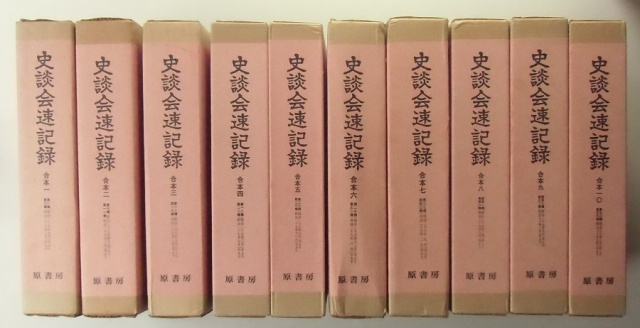 史談会速記録
合本一
原書房
史談会速記録
合本二
原書房
史談会速記録
合本三
原書房
史談会速記録
合本四
原書房
史談会速記録
合本五
原書房
史談会速記録
合本六
原書房
史談会速記録
合本七
原書房
史談会速記録
合本八
原書房
史談会速記録
合本九
原書房
史談会速記録
合本一〇
原書房